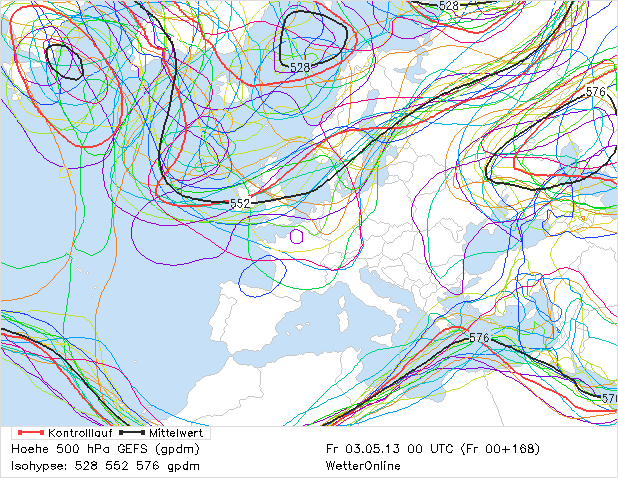 528
528
576
552
576
576
Kontrolllauf Mittelwert
Hoehe 500 hPa GEFS (gpdm) Fr 03.05.13 00 UTC (Fr 00+168)
Isohypse: 528 552 576 gpdm WetterOnline